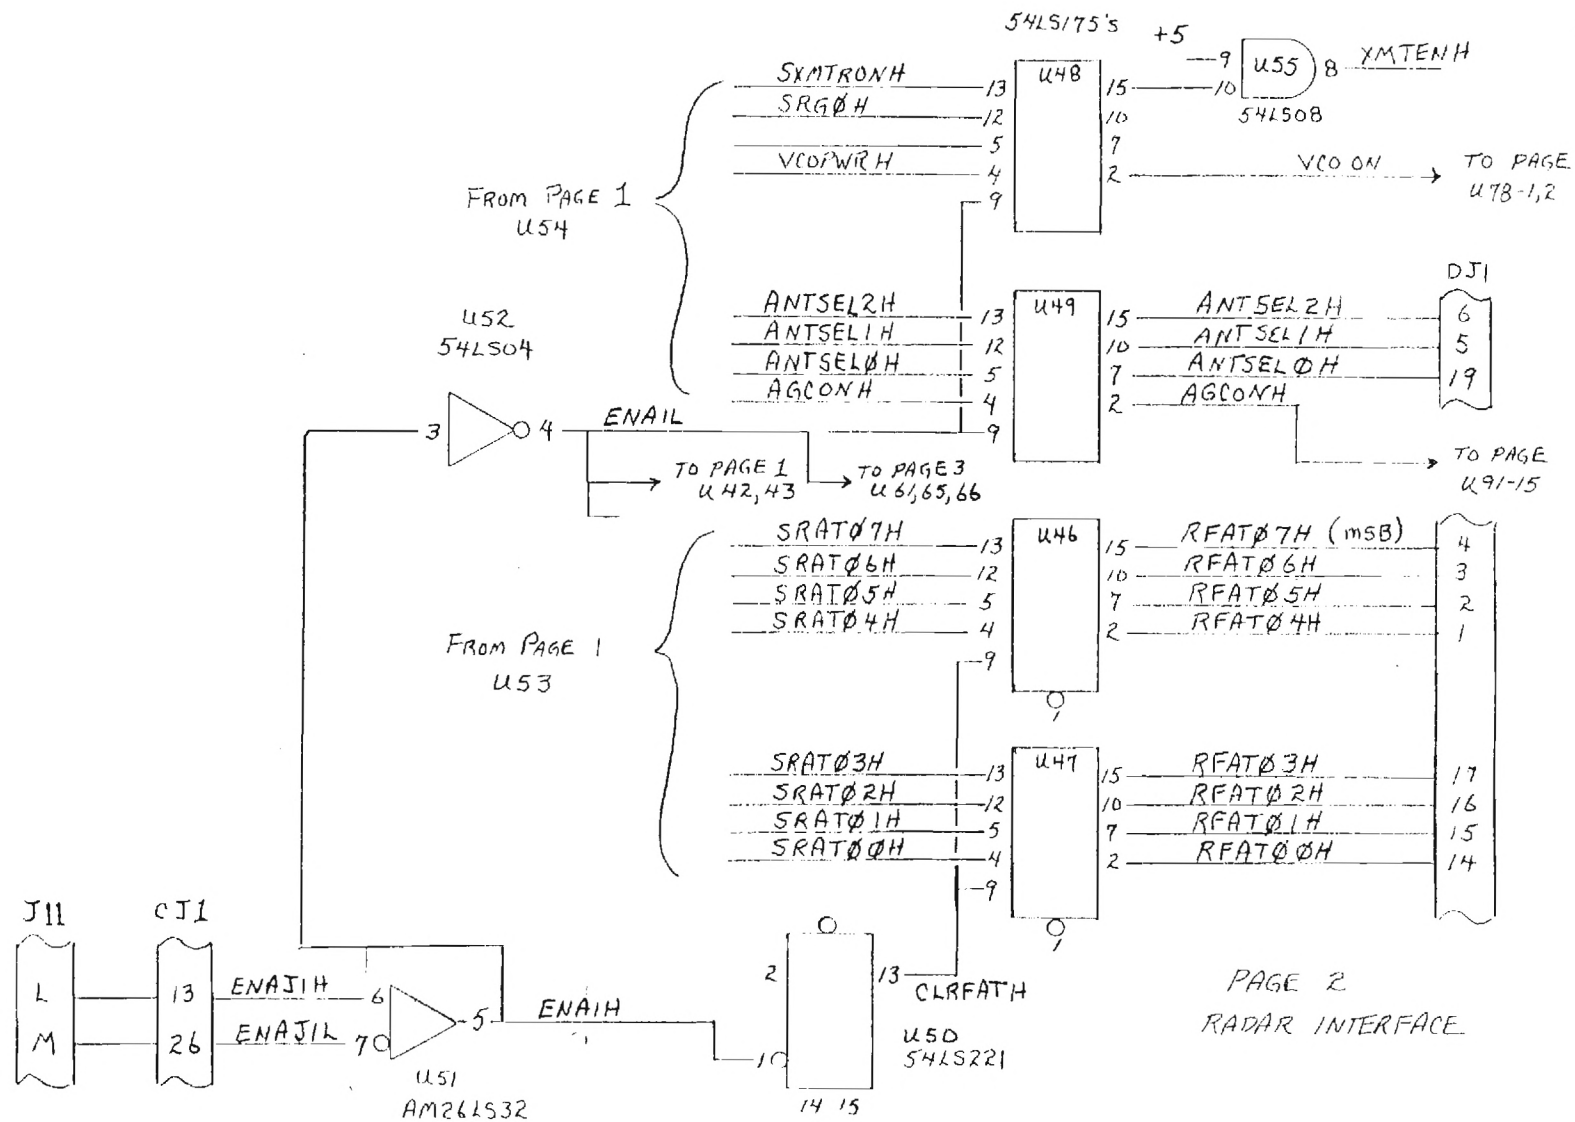 54LS175's
+5
9 U55 8 XMTENH
10
54LS08
U48
SXMTRONH 13 15
SRGØH 12 10
5 7
VCOPWRH 4 2 VCO ON TO PAGE
U78-1,2
9
FROM PAGE 1
U54
DJ1
U49
ANTSEL2H 13 15 ANTSEL2H 6
ANTSEL1H 12 10 ANTSEL1H 5
ANTSELØH 5 7 ANTSELØH 19
AGCONH 4 2 AGCONH
9
U52
54LS04
3 4 ENA1L
TO PAGE 1
U42,43
TO PAGE 3
U61,65,66
TO PAGE
U91-15
U46
SRATØ7H 13 15 RFATØ7H (MSB) 4
SRATØ6H 12 10 RFATØ6H 3
SRATØ5H 5 7 RFATØ5H 2
SRATØ4H 4 2 RFATØ4H 1
9
1
FROM PAGE 1
U53
U47
SRATØ3H 13 15 RFATØ3H 17
SRATØ2H 12 10 RFATØ2H 16
SRATØ1H 5 7 RFATØ1H 15
SRATØØH 4 2 RFATØØH 14
9
1
J11 CJ1
L 13 ENAJ1H 6
M 26 ENAJ1L 7
5 ENA1H
U51
AM26LS32
2 13 CLRFATH
1
U50
54LS221
14 15
PAGE 2
RADAR INTERFACE